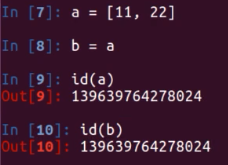 In [7]: a = [11, 22]
In [8]: b = a
In [9]: id(a)
Out[9]: 139639764278024
In [10]: id(b)
Out[10]: 139639764278024